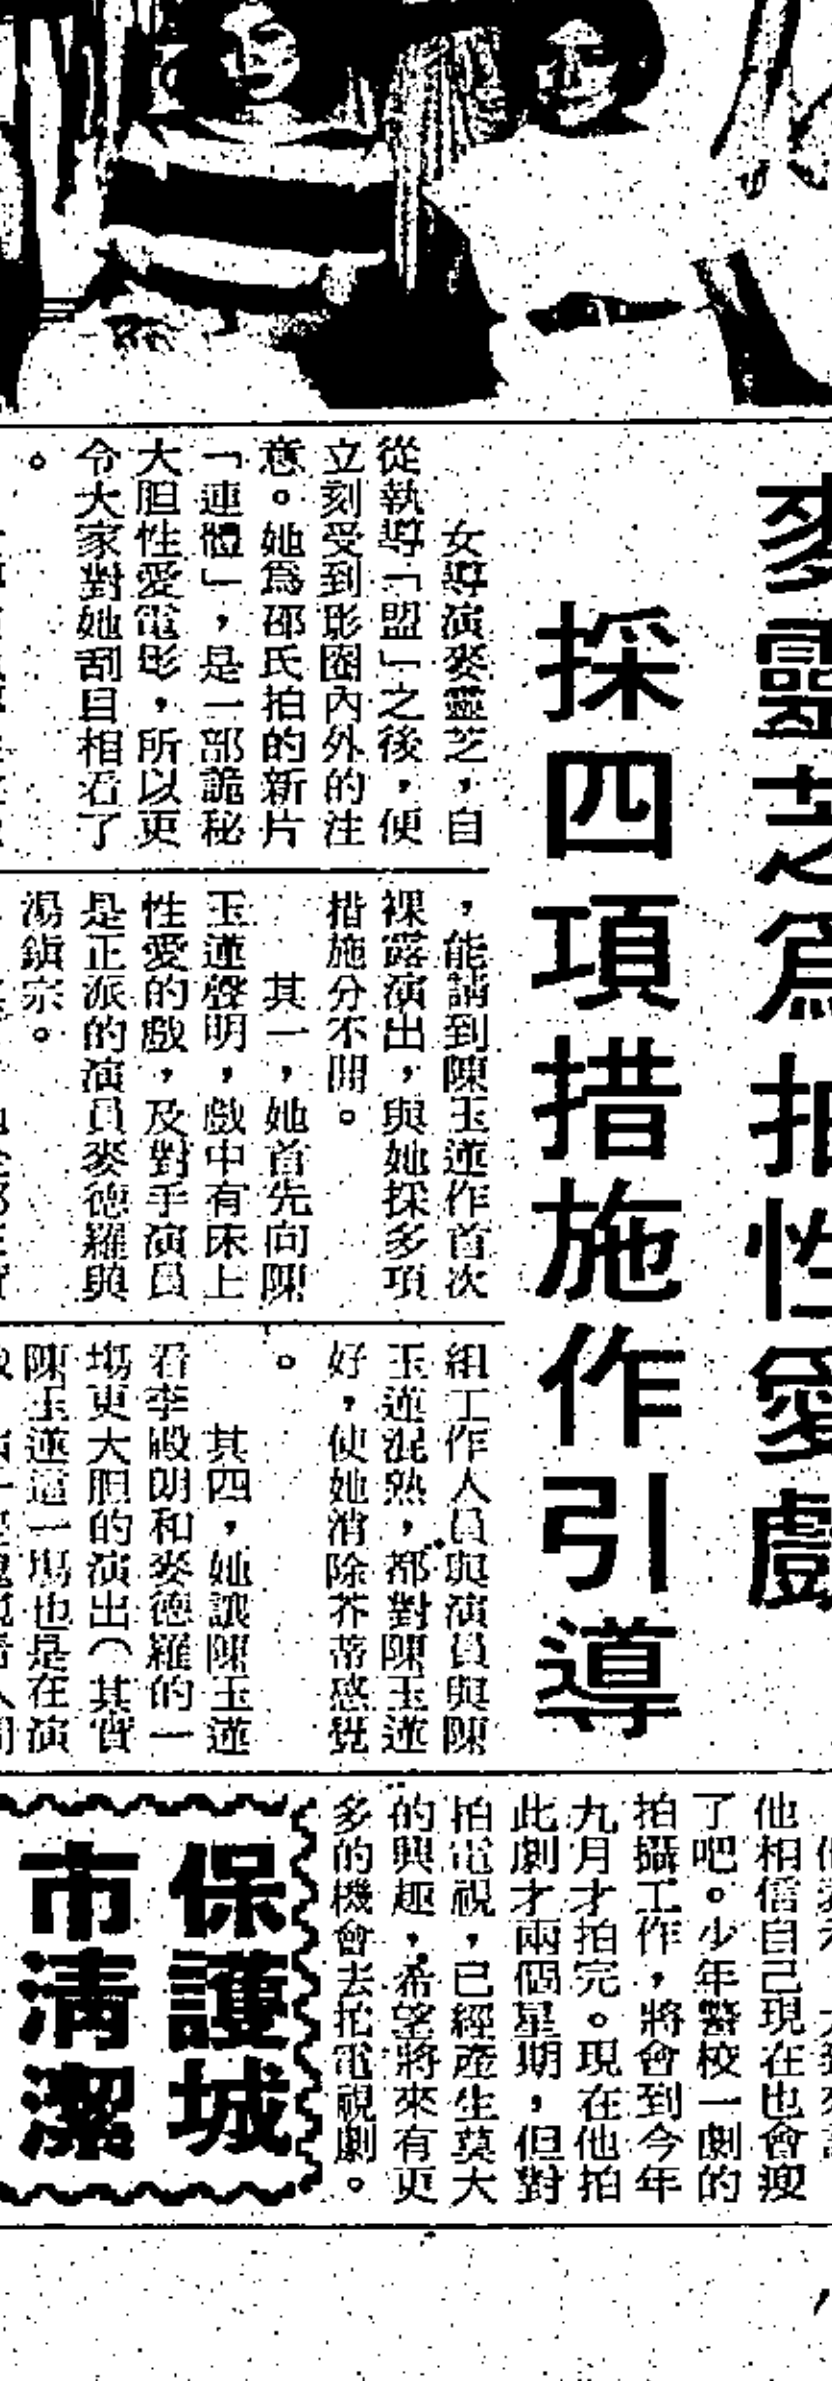 麥靈芝爲拍性愛戲
採四項措施作引導
女導演麥靈芝，自
從執導「盟」之後，便
立刻受到影圈內外的注
意。她爲邵氏拍的新片
「連體」，是一部詭秘
大胆性愛電影，所以更
令大家對她刮目相看了
。
，能請到陳玉蓮作首次
裸露演出，與她採多項
措施分不開。
其一，她首先向陳
玉蓮聲明，戲中有床上
性愛的戲，及對手演員
是正派的演員麥德羅與
湯鎮宗。
組工作人員與演員與陳
玉蓮混熟，都對陳玉蓮
好，使她消除芥蒂感覺
。
其四，她讓陳玉蓮
看李殿朗和麥德羅的一
塲更大胆的演出（其實
陳玉蓮這一塲也是在演
他相信自己現在也會瘦
了吧。少年警校一劇的
拍攝工作，將會到今年
九月才拍完。現在他拍
此劇才兩個星期，但對
拍電視，已經產生莫大
的興趣，希望將來有更
多的機會去拍電視劇。
保護城
市清潔